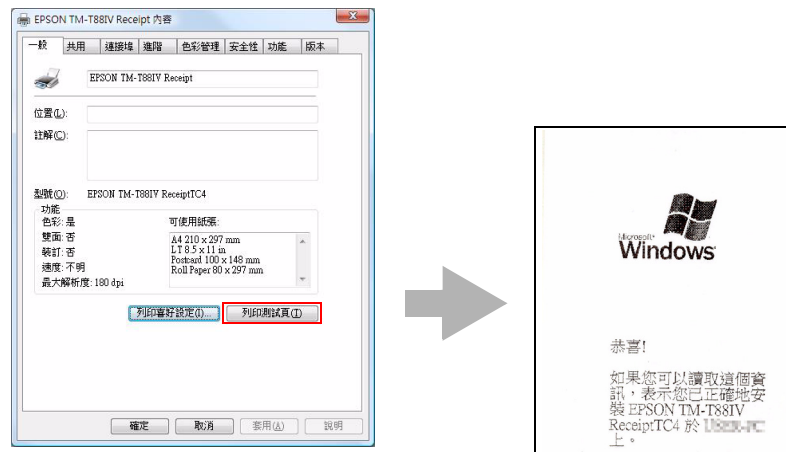 EPSON TM-T88IV Receipt 內容
一般 共用 連接埠 進階 色彩管理 安全性 功能 版本
EPSON TM-T88IV Receipt
位置(L):
註解(C):
型號(O): EPSON TM-T88IV ReceiptTC4
功能
色彩: 是
雙面: 否
裝訂: 否
速度: 不明
最大解析度: 180 dpi
可使用紙張:
A4 210 x 297 mm
LT 8.5 x 11 in
Postcard 100 x 148 mm
Roll Paper 80 x 297 mm
列印喜好設定(I)... 列印測試頁(T)
確定 取消 套用(A) 說明
Microsoft
Windows
恭喜!
如果您可以讀取這個資
訊，表示您已正確地安
裝 EPSON TM-T88IV
ReceiptTC4 於
上。